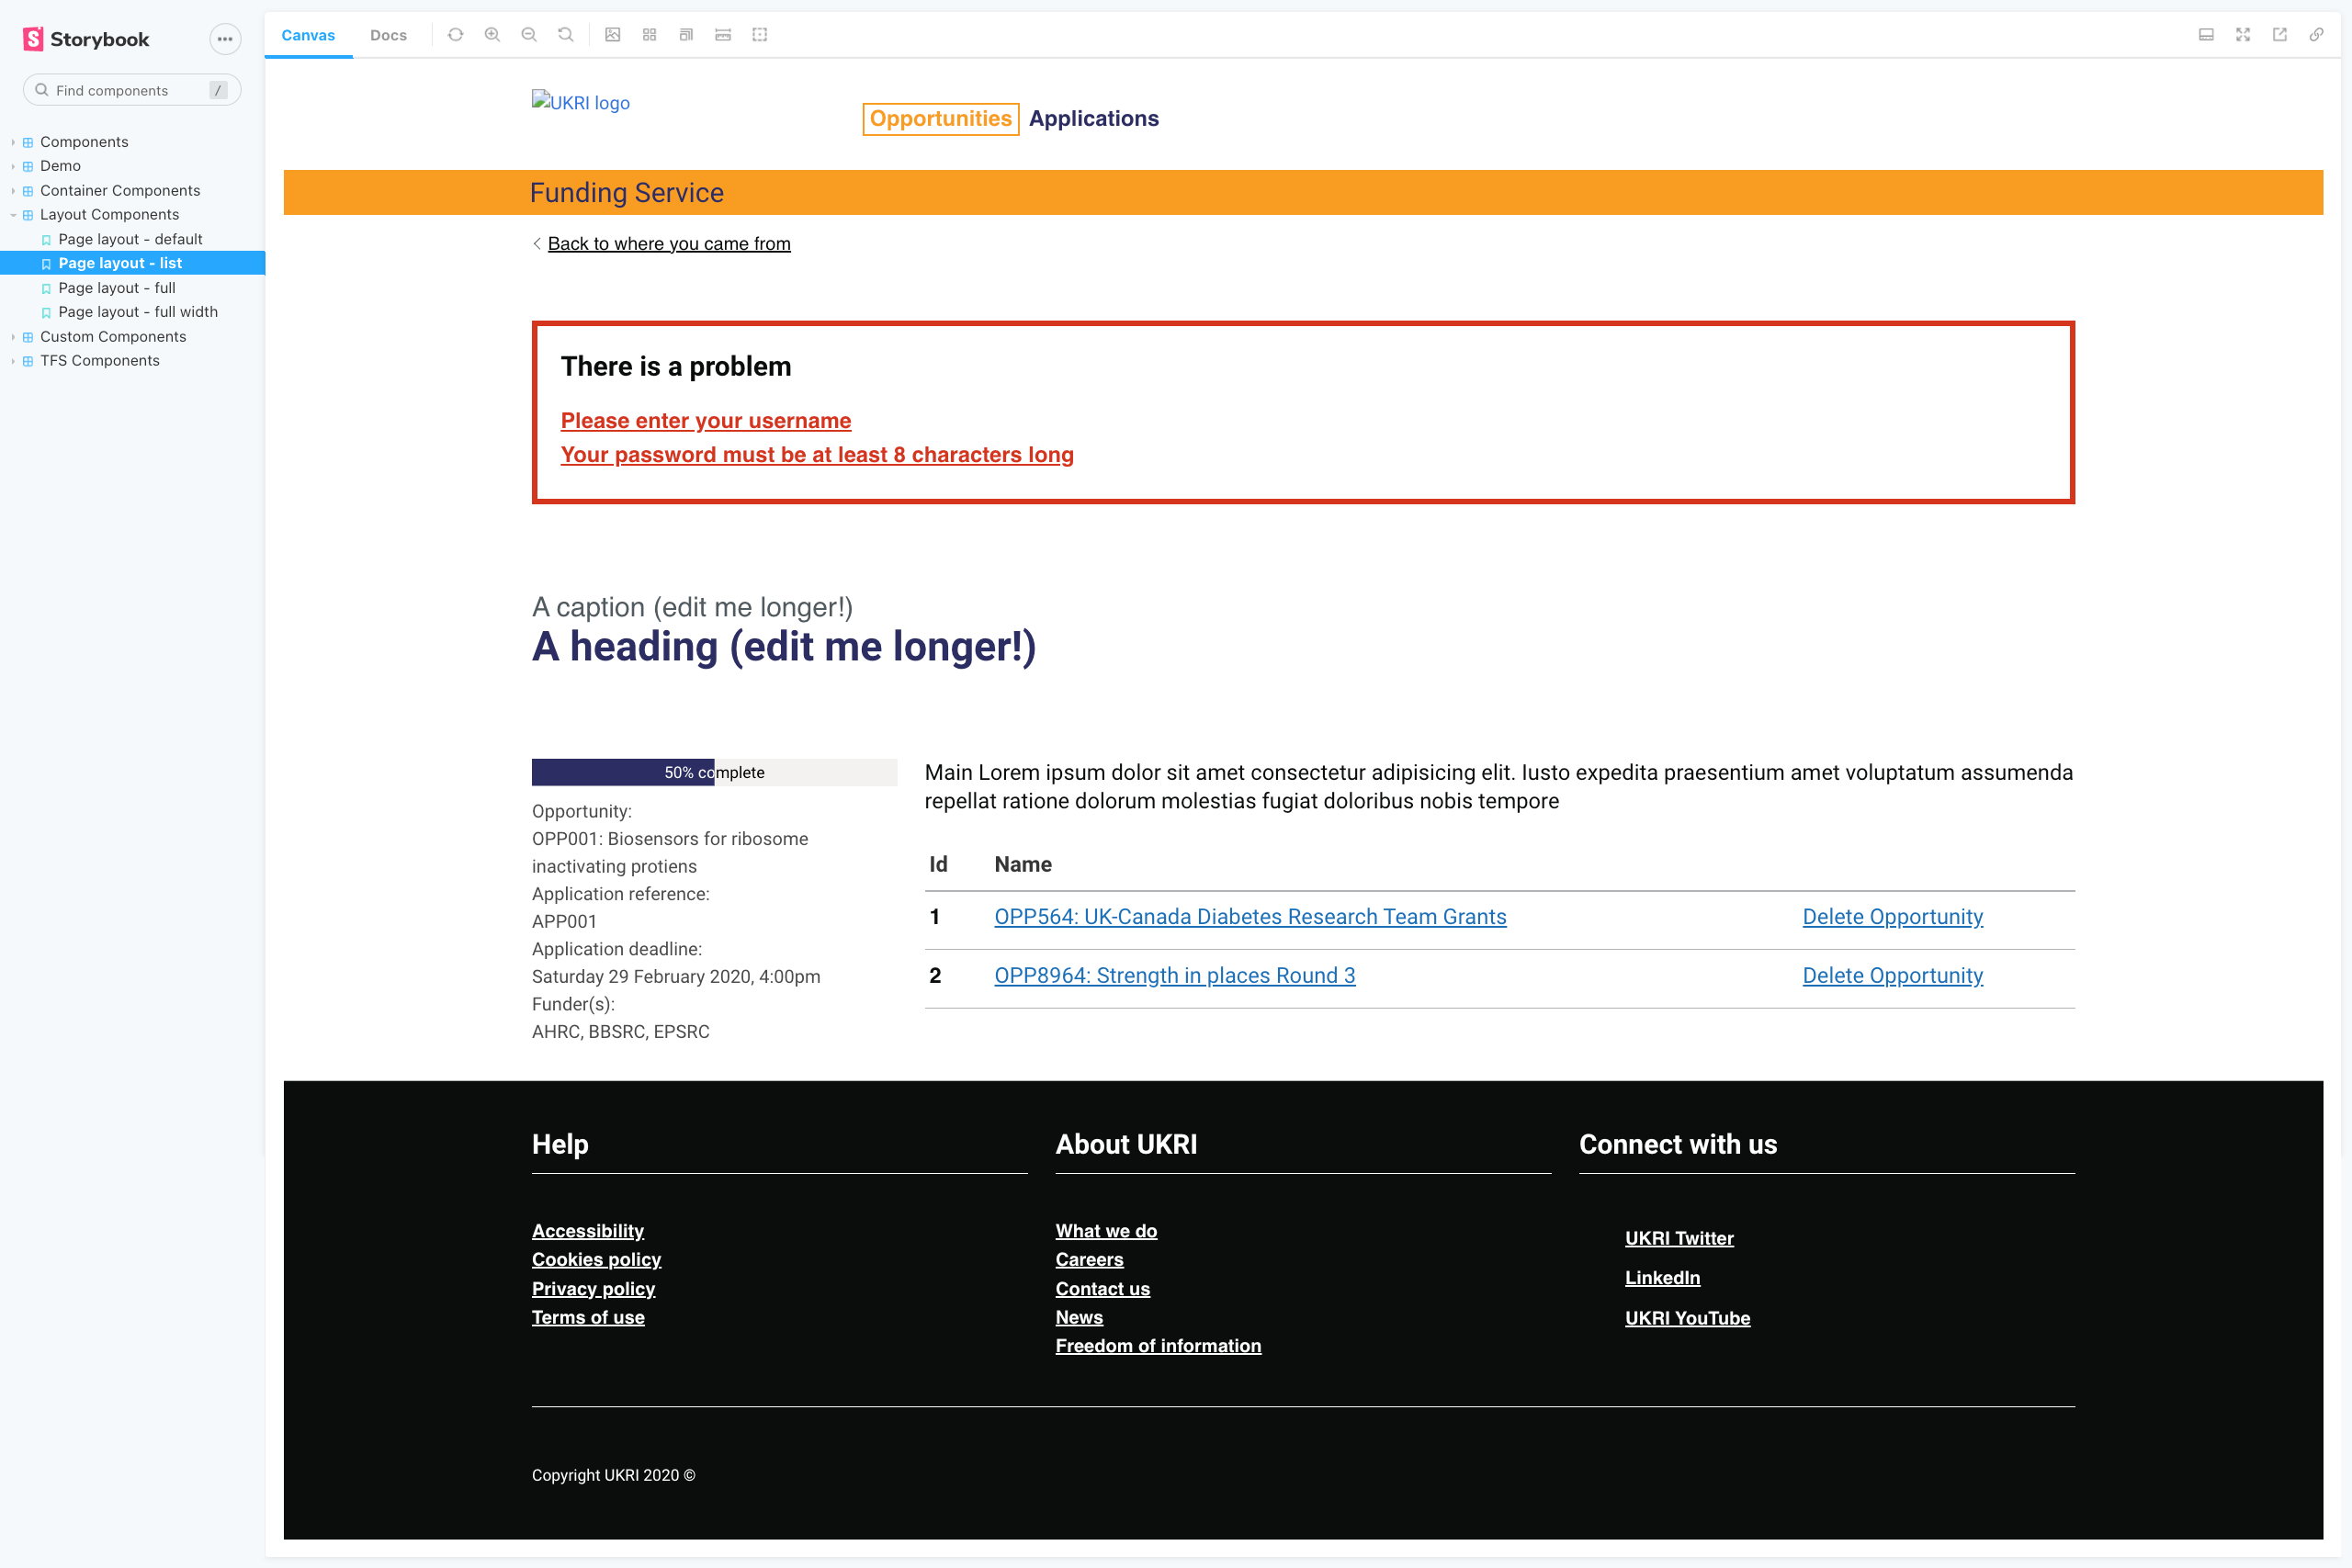 Storybook
Find components /
Components
Demo
Container Components
Layout Components
Page layout - default
Page layout - list
Page layout - full
Page layout - full width
Custom Components
TFS Components
Canvas Docs
UKRI logo
Opportunities Applications
Funding Service
Back to where you came from
There is a problem
Please enter your username
Your password must be at least 8 characters long
A caption (edit me longer!)
A heading (edit me longer!)
50% complete
Opportunity:
OPP001: Biosensors for ribosome
inactivating protiens
Application reference:
APP001
Application deadline:
Saturday 29 February 2020, 4:00pm
Funder(s):
AHRC, BBSRC, EPSRC
Main Lorem ipsum dolor sit amet consectetur adipisicing elit. Iusto expedita praesentium amet voluptatum assumenda
repellat ratione dolorum molestias fugiat doloribus nobis tempore
Id Name
1 OPP564: UK-Canada Diabetes Research Team Grants Delete Opportunity
2 OPP8964: Strength in places Round 3 Delete Opportunity
Help
Accessibility
Cookies policy
Privacy policy
Terms of use
About UKRI
What we do
Careers
Contact us
News
Freedom of information
Connect with us
UKRI Twitter
LinkedIn
UKRI YouTube
Copyright UKRI 2020 ©